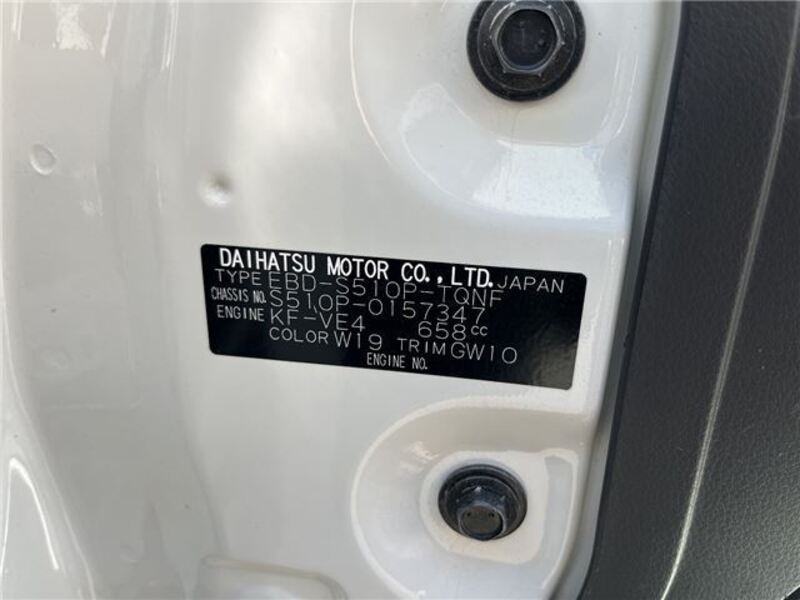 DAIHATSU MOTOR CO., LTD. JAPAN
TYPE EBD-S510P-TQNF
CHASSIS NO. S510P-0157347
ENGINE KF-VE4 658cc
COLOR W19 TRIM GW10
ENGINE NO.